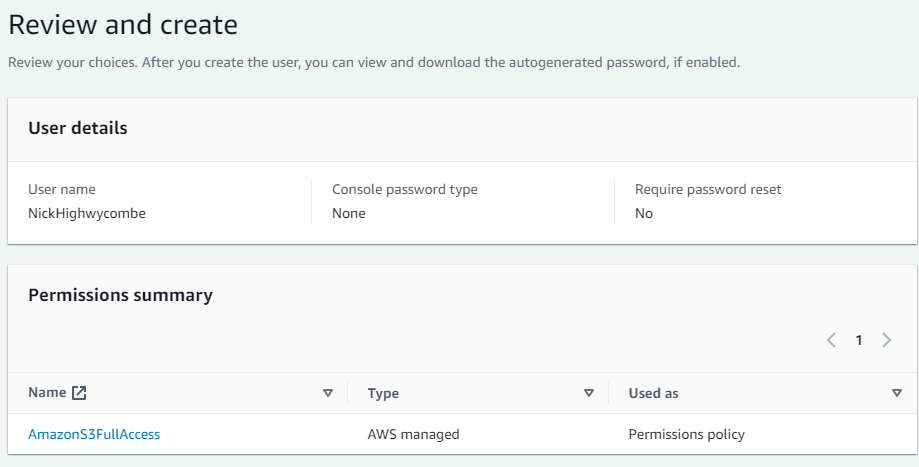 Review and create
Review your choices. After you create the user, you can view and download the autogenerated password, if enabled.
User details
User name
Console password type
Require password reset
NickHighwycombe
None
No
Permissions summary
1
Name
Type
Used as
AmazonS3FullAccess
AWS managed
Permissions policy